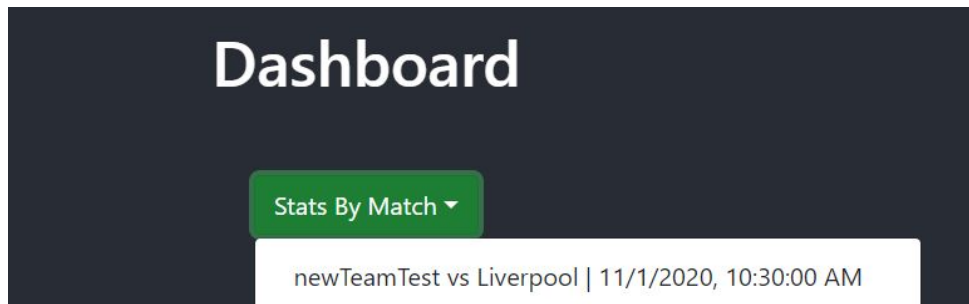 Dashboard
Stats By Match
newTeamTest vs Liverpool | 11/1/2020, 10:30:00 AM